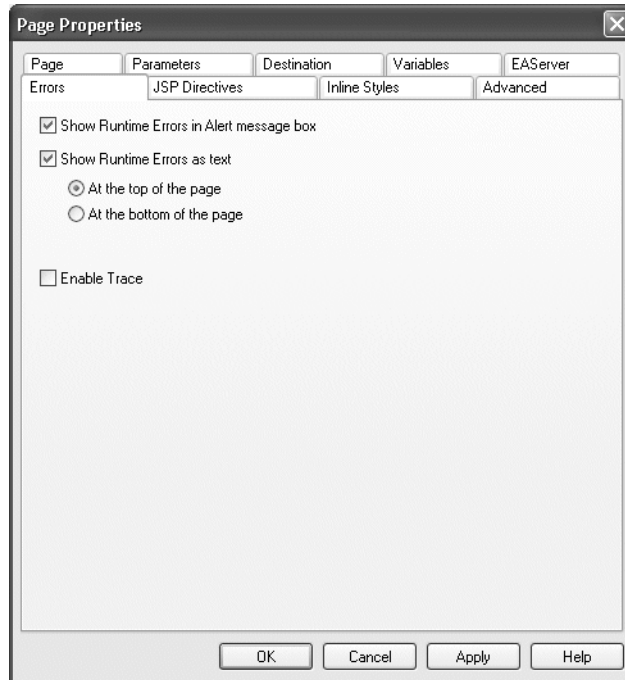 Page Properties
Page Parameters Destination Variables EAServer
Errors JSP Directives Inline Styles Advanced
Show Runtime Errors in Alert message box
Show Runtime Errors as text
At the top of the page
At the bottom of the page
Enable Trace
OK Cancel Apply Help